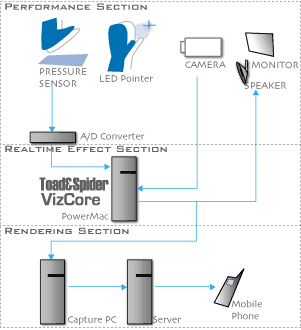 Performance Section
PRESSURE
SENSOR
LED Pointer
CAMERA
MONITOR
SPEAKER
A/D Converter
Realtime Effect Section
Toad&Spider
VizCore
PowerMac
Rendering Section
Capture PC
Server
Mobile
Phone